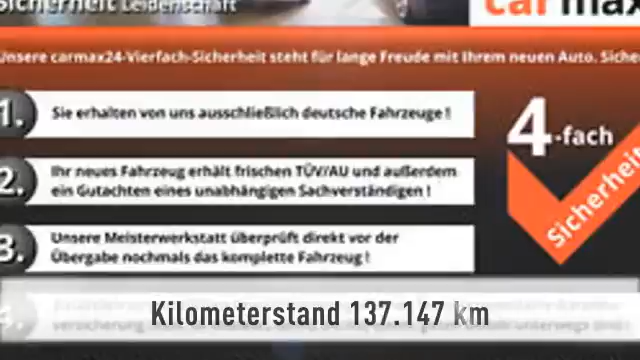 Sicherheit Leidenschaft
carmax
Unsere carmax24-Vierfach-Sicherheit steht für lange Freude mit Ihrem neuen Auto.
1. Sie erhalten von uns ausschließlich deutsche Fahrzeuge!
2. Ihr neues Fahrzeug erhält frischen TÜV/AU und außerdem
ein Gutachten eines unabhängigen Sachverständigen!
3. Unsere Meisterwerkstatt überprüft direkt vor der
Übergabe nochmals das komplette Fahrzeug!
4-fach
Sicherheit
4.
Kilometerstand 137.147 km